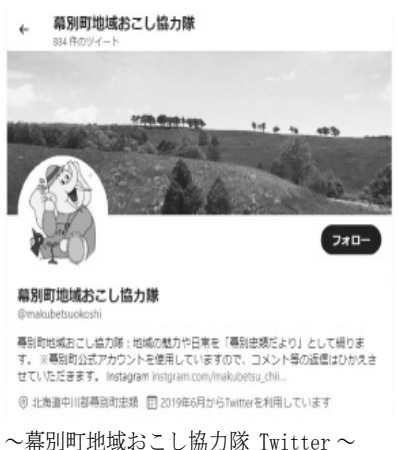 ← 幕別町地域おこし協力隊
884 件のツイート
フォロー
幕別町地域おこし協力隊
@makubetsuokoshi
幕別町地域おこし協力隊：地域の魅力や日常を「幕別忠類だより」として綴りま
す。 ※幕別町公式アカウントを使用していますので、コメント等の返信はひかえさ
せていただきます。 Instagram instgram.com/makubetsu_chii...
北海道中川郡幕別町忠類 2019年6月からTwitterを利用しています
～幕別町地域おこし協力隊 Twitter～